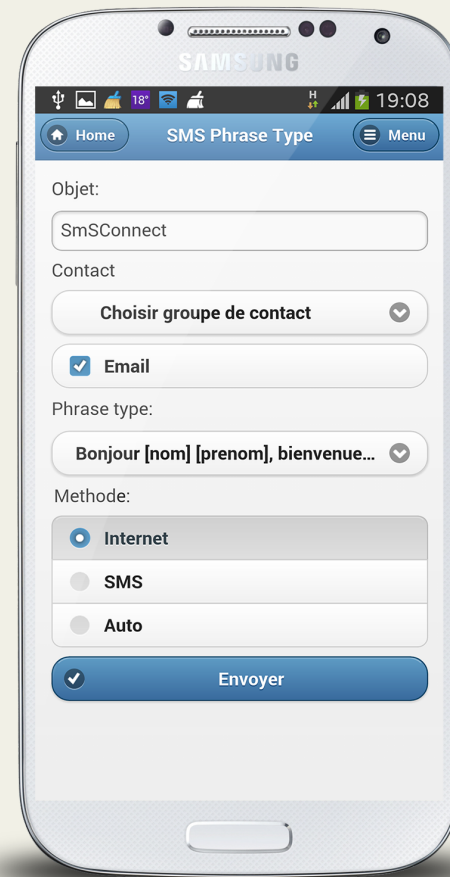 SAMSUNG
18° H 19:08
Home SMS Phrase Type Menu
Objet:
SmSConnect
Contact
Choisir groupe de contact
Email
Phrase type:
Bonjour [nom] [prenom], bienvenue...
Methode:
Internet
SMS
Auto
Envoyer